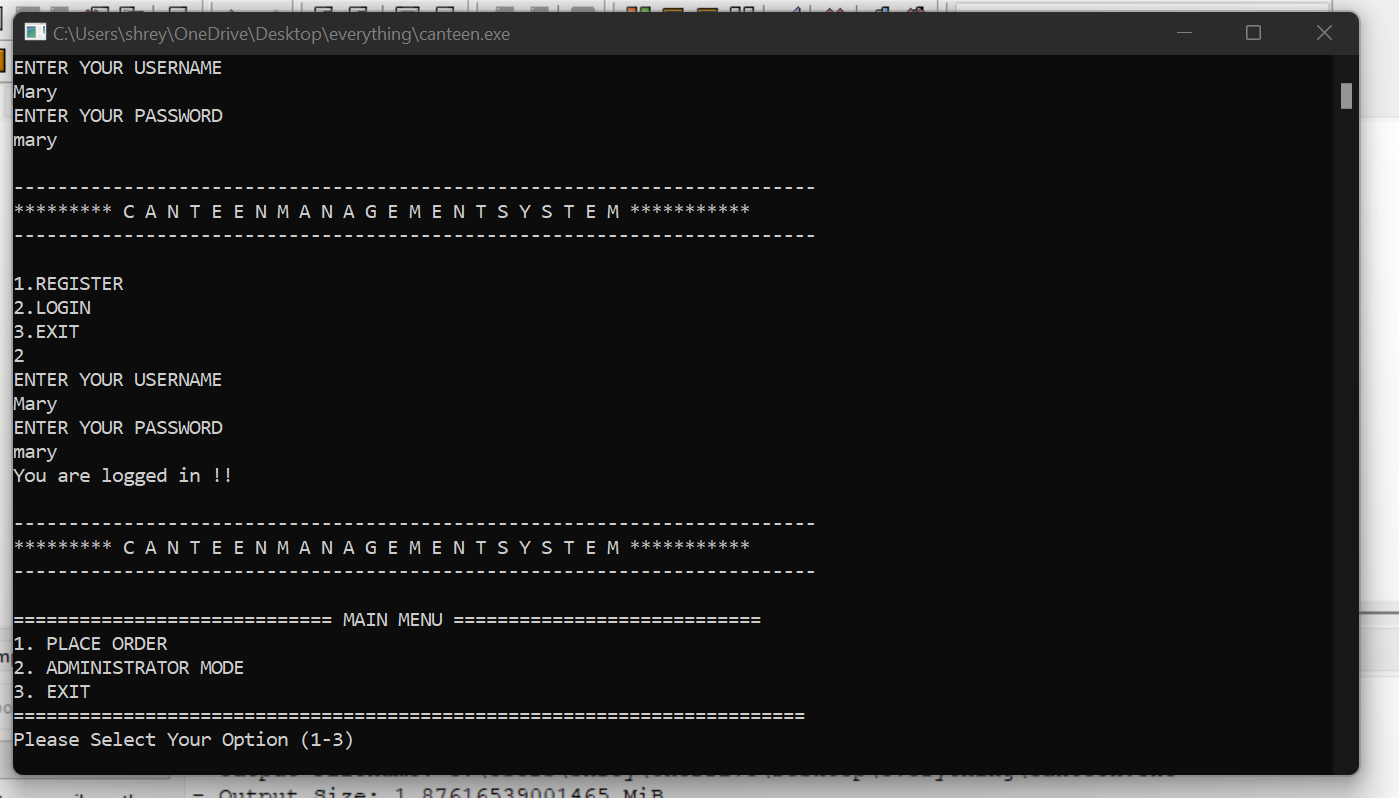 C:\Users\shrey\OneDrive\Desktop\everything\canteen.exe
ENTER YOUR USERNAME
Mary
ENTER YOUR PASSWORD
mary
-------------------------------------------------------------------------
********* C A N T E E N M A N A G E M E N T S Y S T E M ***********
-------------------------------------------------------------------------
1.REGISTER
2.LOGIN
3.EXIT
2
ENTER YOUR USERNAME
Mary
ENTER YOUR PASSWORD
mary
You are logged in !!
-------------------------------------------------------------------------
********* C A N T E E N M A N A G E M E N T S Y S T E M ***********
-------------------------------------------------------------------------
============================= MAIN MENU ============================
1. PLACE ORDER
2. ADMINISTRATOR MODE
3. EXIT
========================================================================
Please Select Your Option (1-3)
- Output Size: 1.87616539001465 MiB